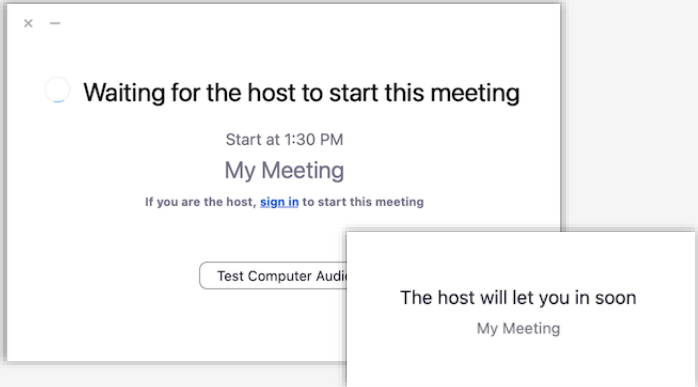 Waiting for the host to start this meeting
Start at 1:30 PM
My Meeting
If you are the host, sign in to start this meeting
Test Computer Audi
The host will let you in soon
My Meeting